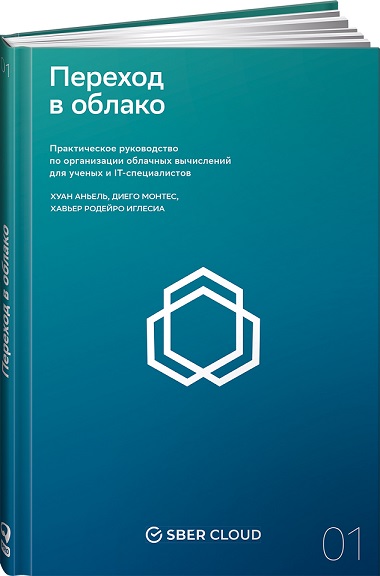 Переход
в облако
Практическое руководство
по организации облачных вычислений
для ученых и IT-специалистов
ХУАН АНЬЕЛЬ, ДИЕГО МОНТЕС,
ХАВЬЕР РОДЕЙРО ИГЛЕСИА
SBER CLOUD
01
01
Переход в облако